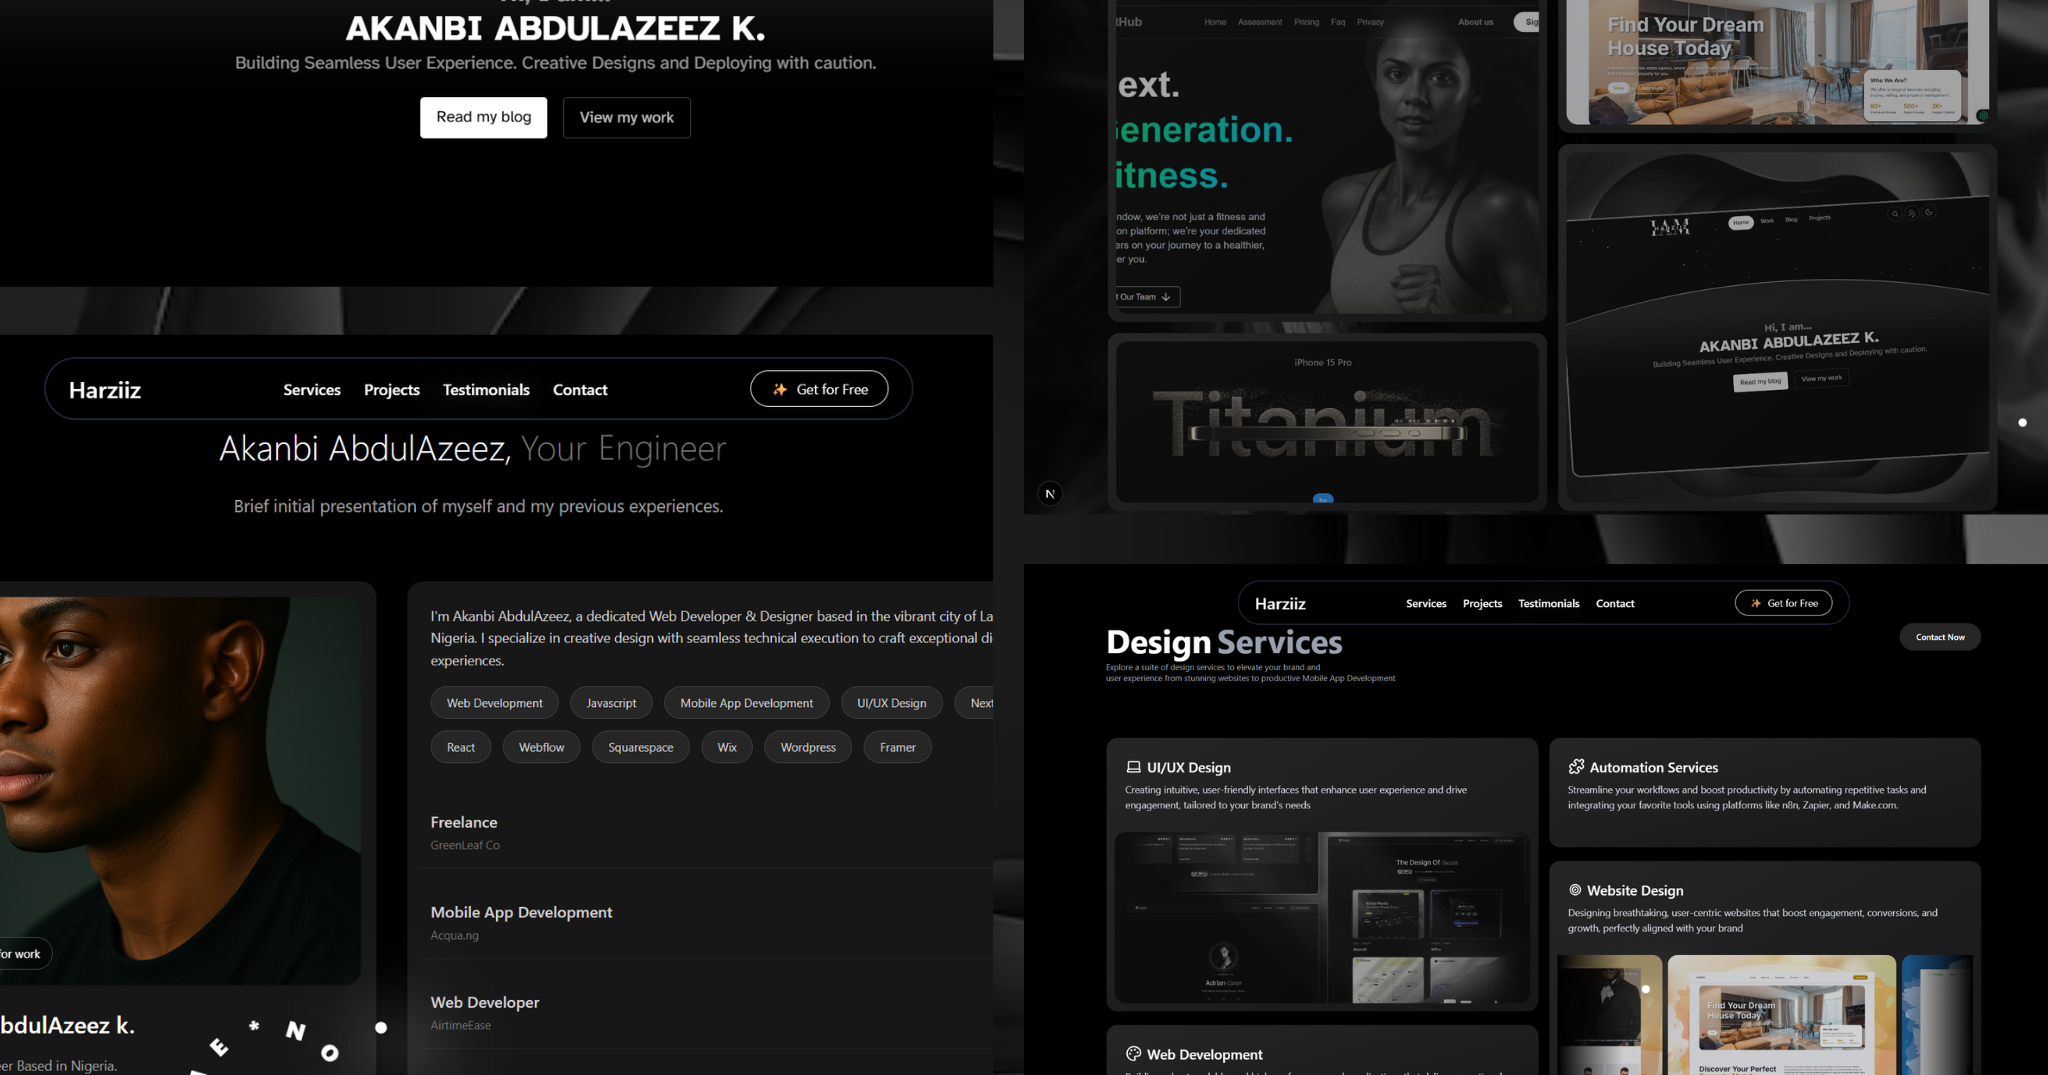 AKANBI ABDULAZEEZ K.
Building Seamless User Experience. Creative Designs and Deploying with caution.
Read my blog
View my work
Harziiz
Services
Projects
Testimonials
Contact
✨ Get for Free
Akanbi AbdulAzeez, Your Engineer
Brief initial presentation of myself and my previous experiences.
for work
bdulAzeez k.
er Based in Nigeria.
E * N O
I'm Akanbi AbdulAzeez, a dedicated Web Developer & Designer based in the vibrant city of La
Nigeria. I specialize in creative design with seamless technical execution to craft exceptional di
experiences.
Web Development
Javascript
Mobile App Development
UI/UX Design
Next
React
Webflow
Squarespace
Wix
Wordpress
Framer
Freelance
GreenLeaf Co
Mobile App Development
Acqua.ng
Web Developer
AirtimeEase
tHub
Home
Assessment
Pricing
Faq
Privacy
About us
Sig
ext.
Generation.
itness.
ndow, we're not just a fitness and
on platform; we're your dedicated
ers on your journey to a healthier,
er you.
t Our Team ↓
iPhone 15 Pro
Titanium
Buy
N
Find Your Dream
House Today
Who We Are?
80+
500+
2K+
I AM
HARZIIZ
Home
Work
Blog
Projects
Hi, I am...
AKANBI ABDULAZEEZ K.
Building Seamless User Experience. Creative Designs and Deploying with caution.
Read my blog
View my work
Harziiz
Services
Projects
Testimonials
Contact
✨ Get for Free
Design Services
Contact Now
Explore a suite of design services to elevate your brand and
user experience from stunning websites to productive Mobile App Development
UI/UX Design
Creating intuitive, user-friendly interfaces that enhance user experience and drive
engagement, tailored to your brand's needs
The Design Of
Adrian
Web Development
Automation Services
Streamline your workflows and boost productivity by automating repetitive tasks and
integrating your favorite tools using platforms like n8n, Zapier, and Make.com.
Website Design
Designing breathtaking, user-centric websites that boost engagement, conversions, and
growth, perfectly aligned with your brand
Find Your Dream
House Today
Discover Your Perfect